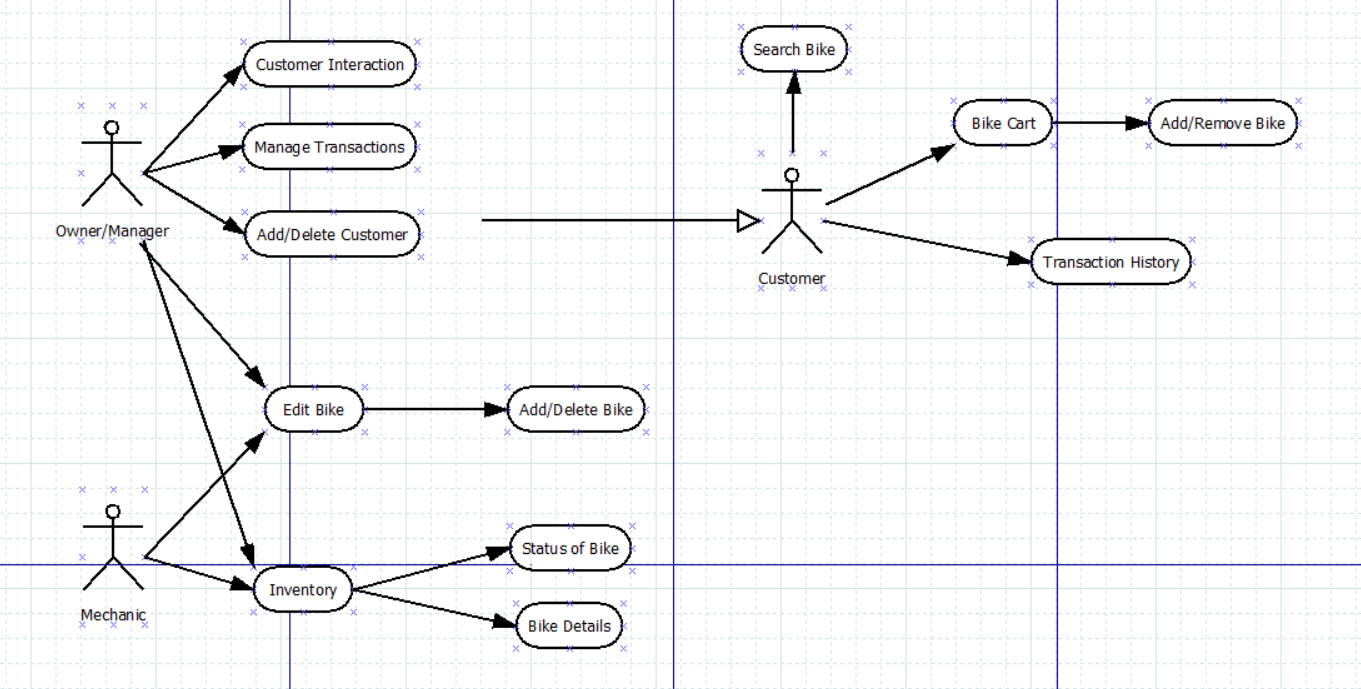 Search Bike
Customer Interaction
Bike Cart
Add/Remove Bike
Manage Transactions
Owner/Manager
Add/Delete Customer
Customer
Transaction History
Edit Bike
Add/Delete Bike
Status of Bike
Mechanic
Inventory
Bike Details